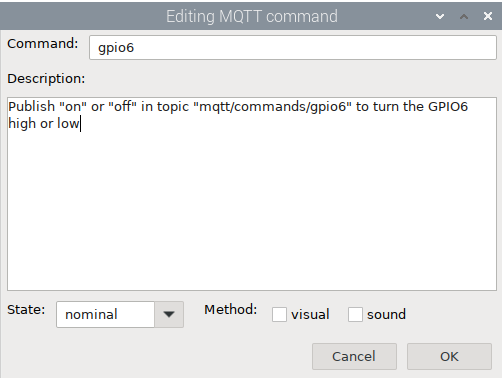 Editing MQTT command
Command: gpio6
Description:
Publish "on" or "off" in topic "mqtt/commands/gpio6" to turn the GPIO6
high or low
State: nominal Method: visual sound
Cancel OK